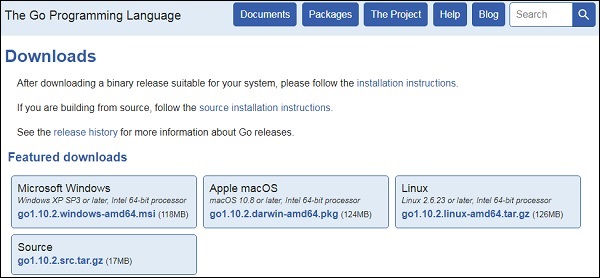 The Go Programming Language
Documents Packages The Project Help Blog Search
Downloads
After downloading a binary release suitable for your system, please follow the installation instructions.
If you are building from source, follow the source installation instructions.
See the release history for more information about Go releases.
Featured downloads
Microsoft Windows
Windows XP SP3 or later, Intel 64-bit processor
go1.10.2.windows-amd64.msi (118MB)
Apple macOS
macOS 10.8 or later, Intel 64-bit processor
go1.10.2.darwin-amd64.pkg (124MB)
Linux
Linux 2.6.23 or later, Intel 64-bit processor
go1.10.2.linux-amd64.tar.gz (126MB)
Source
go1.10.2.src.tar.gz (17MB)